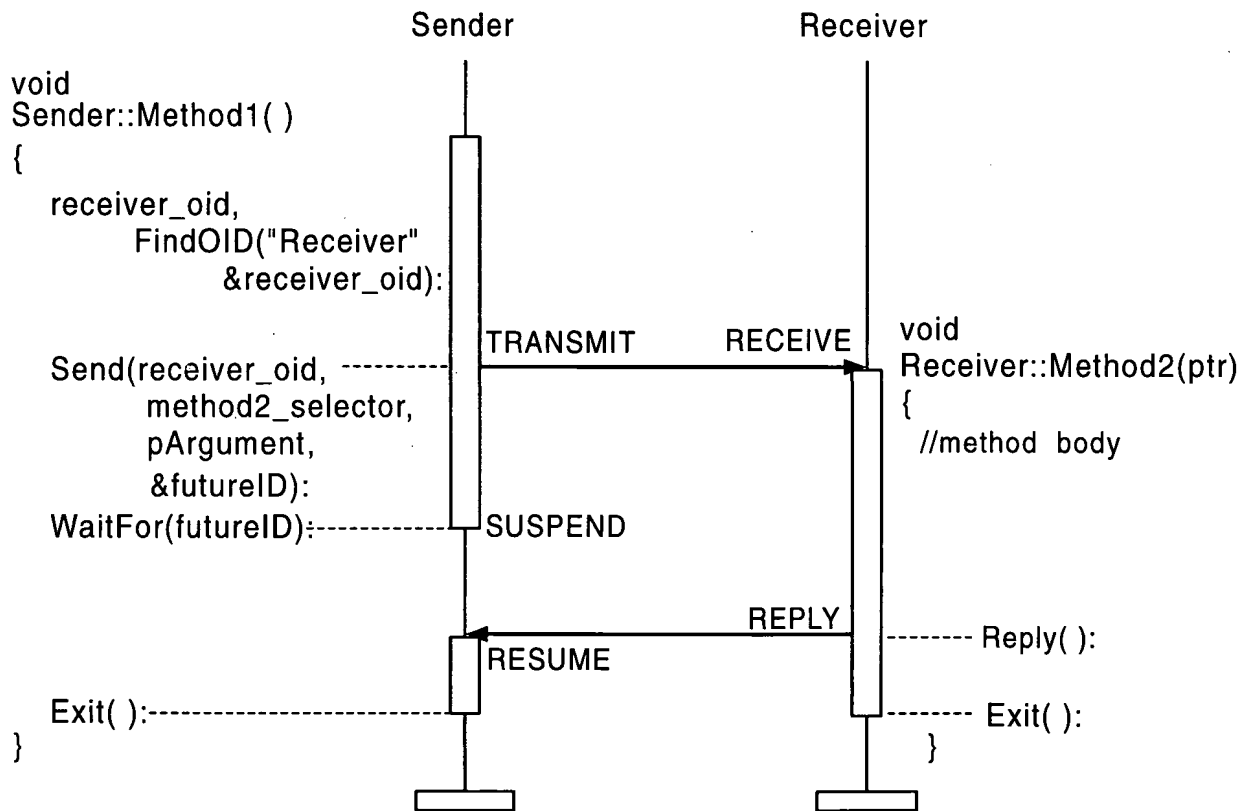 Sender
Receiver
void
Sender::Method1( )
{
receiver_oid,
FindOID("Receiver"
&receiver_oid):
TRANSMIT
RECEIVE
void
Receiver::Method2(ptr)
Send(receiver_oid,
method2_selector,
pArgument,
&futureID):
{
//method body
WaitFor(futureID):
SUSPEND
REPLY
Reply( ):
RESUME
Exit( ):
Exit( ):
}
}